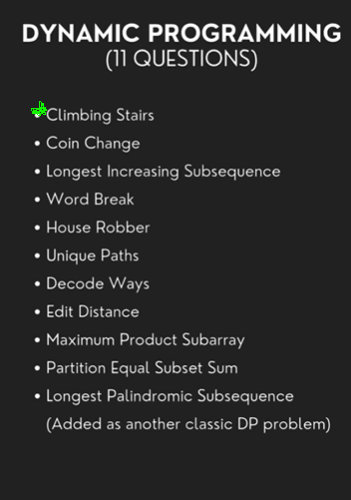 DYNAMIC PROGRAMMING
(11 QUESTIONS)
• Climbing Stairs
• Coin Change
• Longest Increasing Subsequence
• Word Break
• House Robber
• Unique Paths
• Decode Ways
• Edit Distance
• Maximum Product Subarray
• Partition Equal Subset Sum
• Longest Palindromic Subsequence
(Added as another classic DP problem)